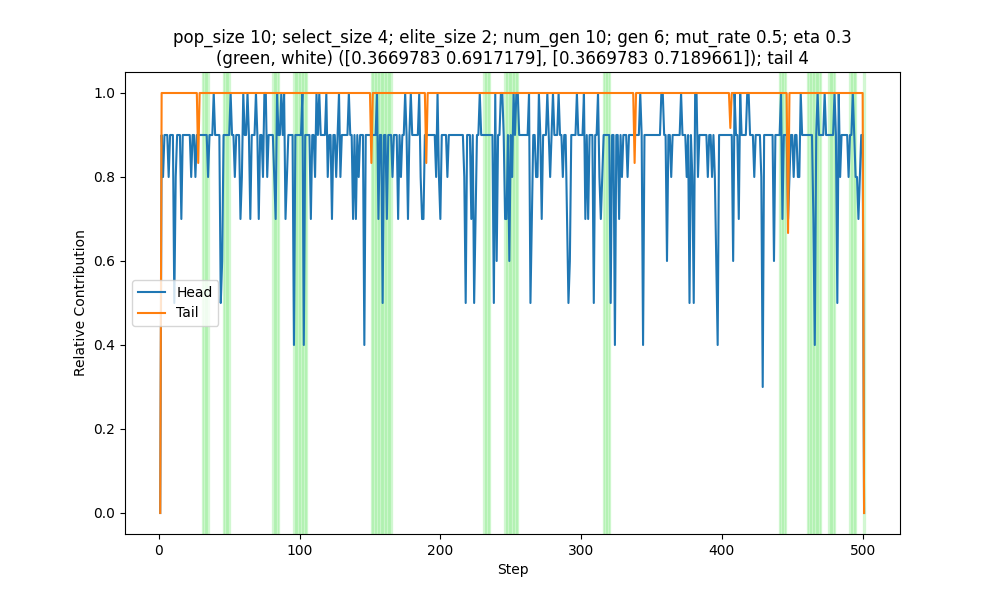 pop_size 10; select_size 4; elite_size 2; num_gen 10; gen 6; mut_rate 0.5; eta 0.3
(green, white) ([0.3669783 0.6917179], [0.3669783 0.7189661]); tail 4
1.0
0.8
0.6
0.4
0.2
0.0
Relative Contribution
Head
Tail
0
100
200
300
400
500
Step